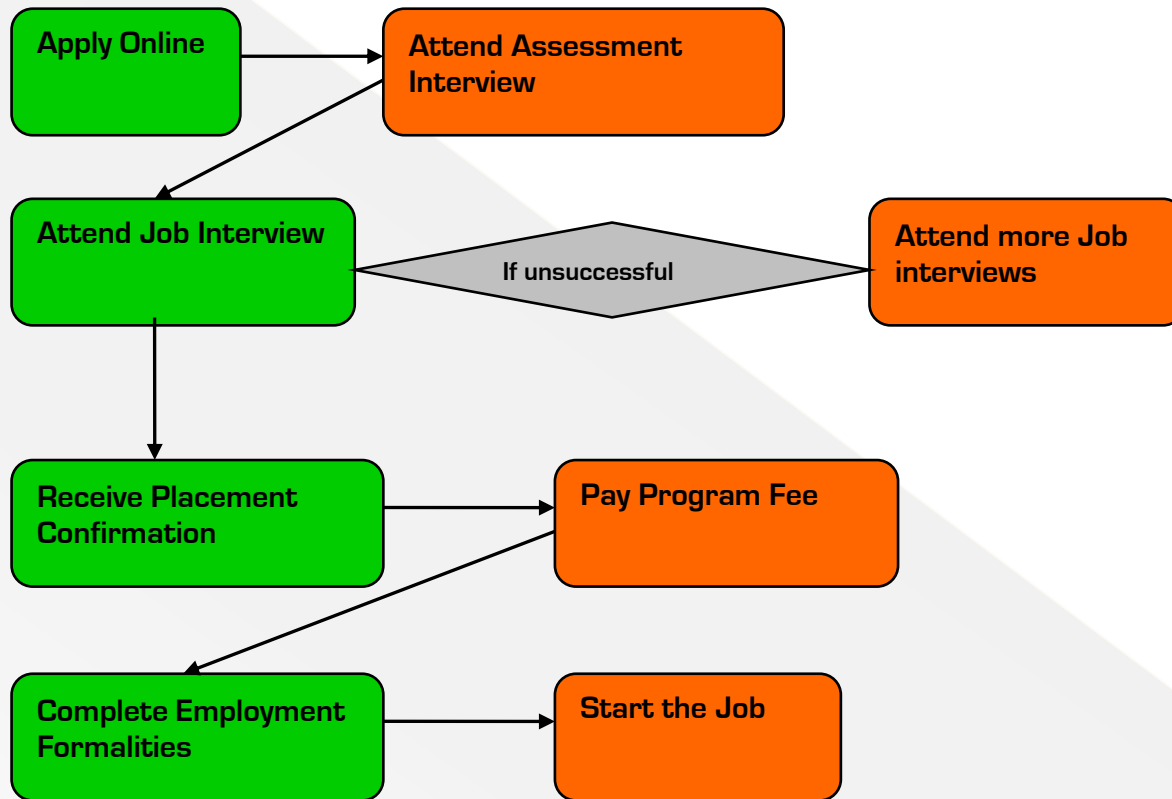 Apply Online
Attend Assessment
Interview
Attend Job Interview
If unsuccessful
Attend more Job
interviews
Receive Placement
Confirmation
Pay Program Fee
Complete Employment
Formalities
Start the Job